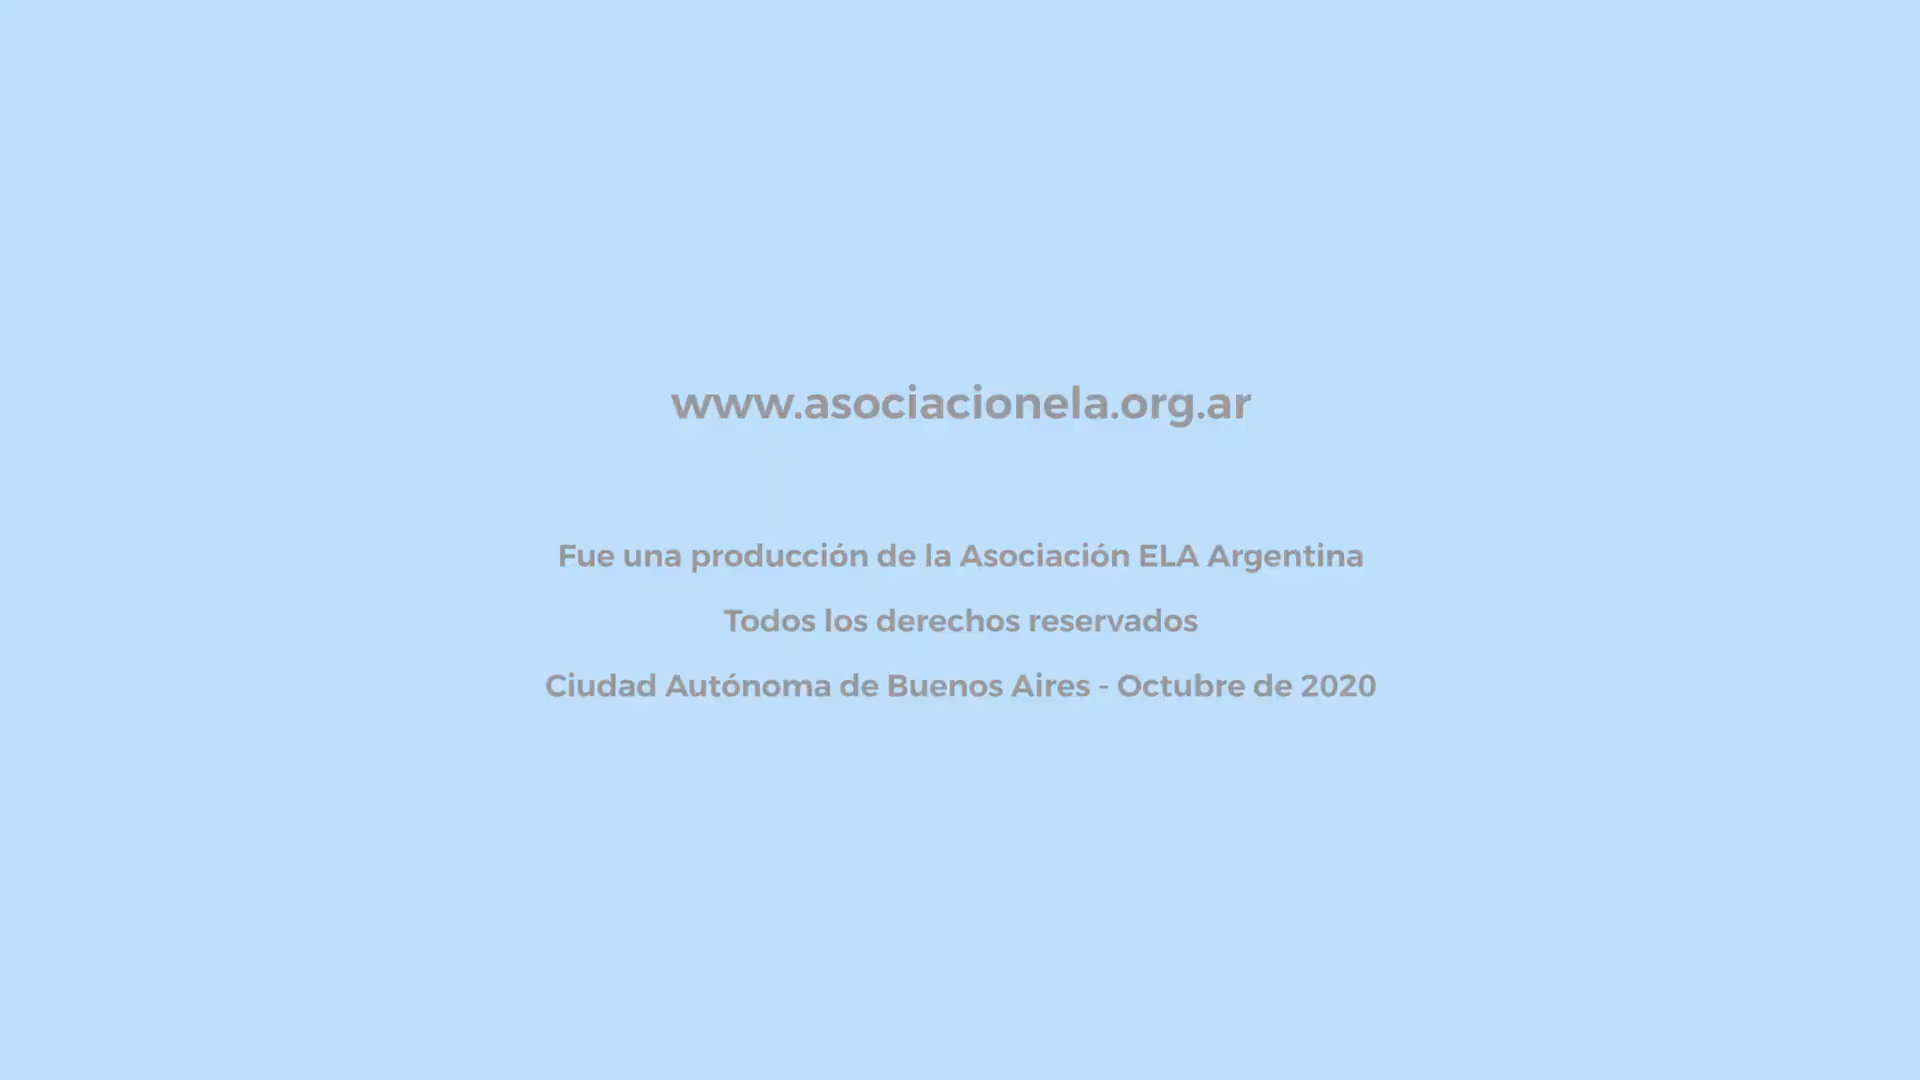 www.asociacionela.org.ar
Fue una producción de la Asociación ELA Argentina
Todos los derechos reservados
Ciudad Autónoma de Buenos Aires - Octubre de 2020